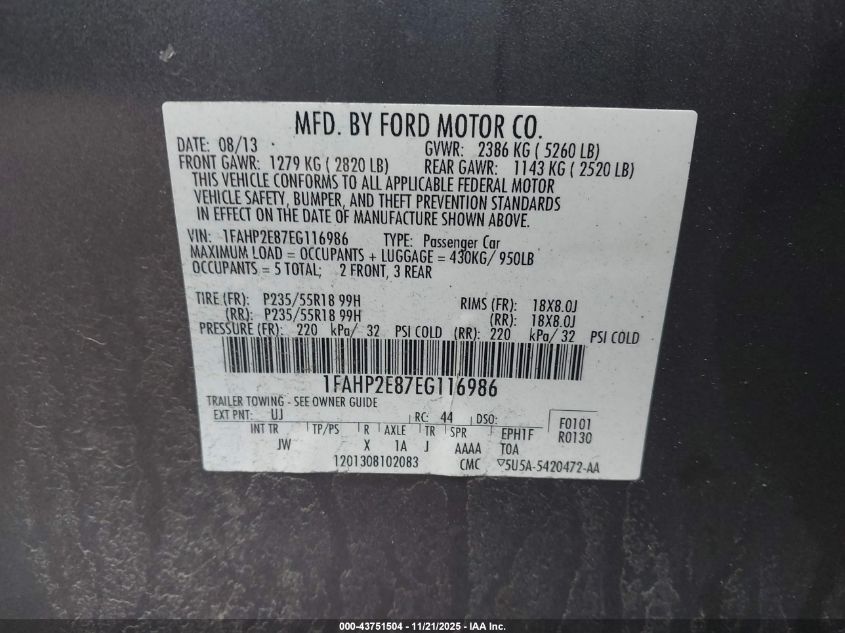 MFD. BY FORD MOTOR CO.
DATE: 08/13 GVWR: 2386 KG ( 5260 LB)
FRONT GAWR: 1279 KG ( 2820 LB) REAR GAWR: 1143 KG ( 2520 LB)
THIS VEHICLE CONFORMS TO ALL APPLICABLE FEDERAL MOTOR
VEHICLE SAFETY, BUMPER, AND THEFT PREVENTION STANDARDS
IN EFFECT ON THE DATE OF MANUFACTURE SHOWN ABOVE.
VIN: 1FAHP2E87EG116986 TYPE: Passenger Car
MAXIMUM LOAD = OCCUPANTS + LUGGAGE = 430KG/ 950LB
OCCUPANTS = 5 TOTAL; 2 FRONT, 3 REAR
TIRE (FR): P235/55R18 99H RIMS (FR): 18X8.0J
(RR): P235/55R18 99H (RR): 18X8.0J
PRESSURE (FR): 220 kPa/ 32 PSI COLD (RR): 220 kPa/ 32 PSI COLD
1FAHP2E87EG116986
TRAILER TOWING - SEE OWNER GUIDE
EXT PNT: UJ RC: 44 DSO: F0101
INT TR TP/PS R AXLE TR SPR EPH1F R0130
JW X 1A J AAAA TOA
1201308102083 CMC ▽5U5A-5420472-AA
000-43751504 - 11/21/2025 - IAA Inc.